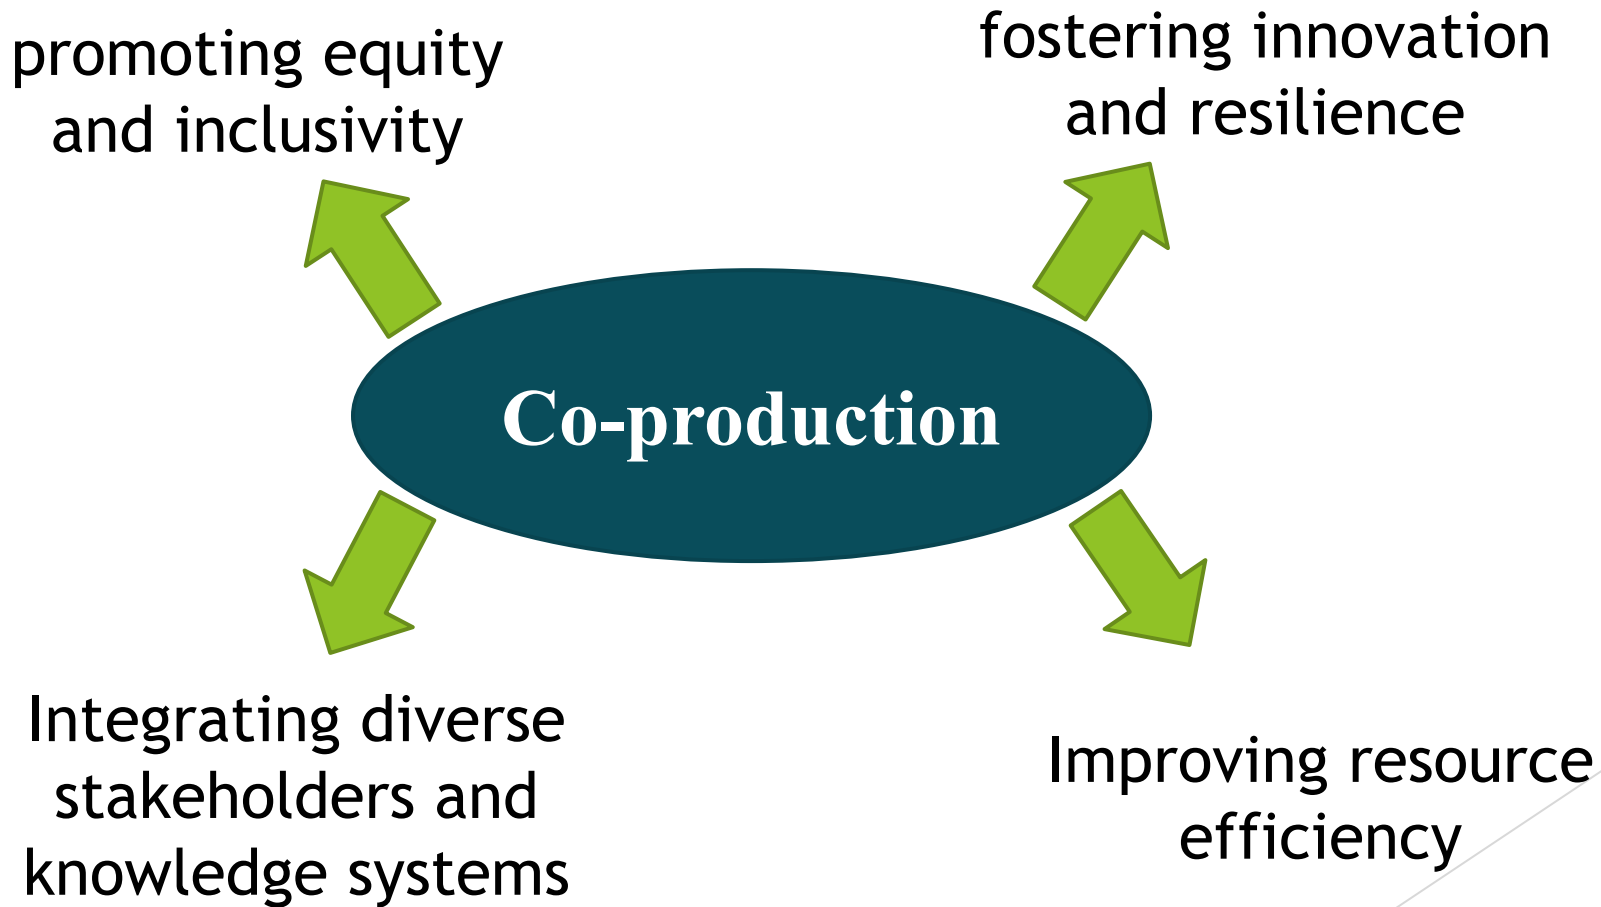 promoting equity
and inclusivity
fostering innovation
and resilience
Co-production
Integrating diverse
stakeholders and
knowledge systems
Improving resource
efficiency